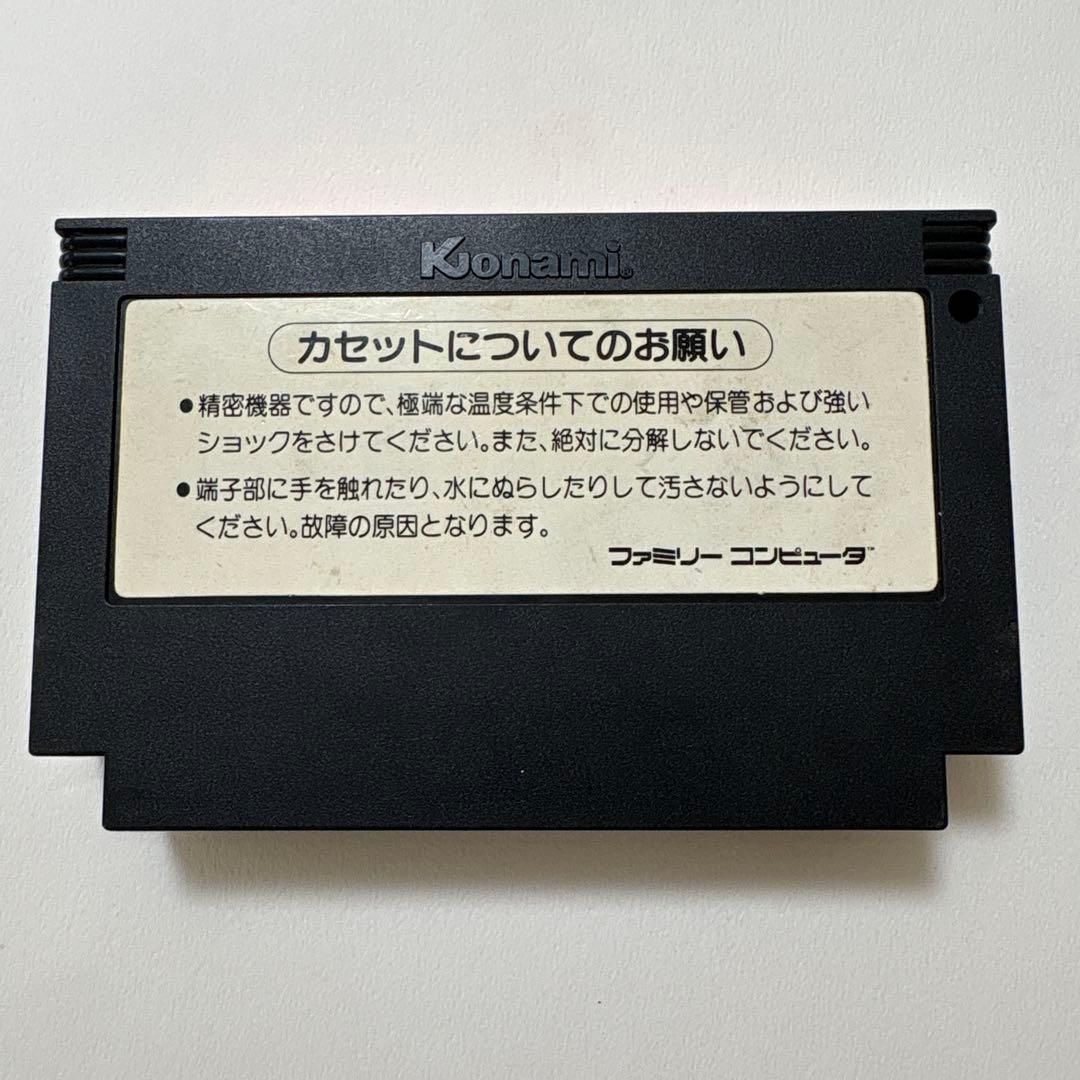 Konami®
カセットについてのお願い
●精密機器ですので、極端な温度条件下での使用や保管および強い
ショックをさけてください。また、絶対に分解しないでください。
●端子部に手を触れたり、水にぬらしたりして汚さないようにして
ください。故障の原因となります。
ファミリー コンピュータ™